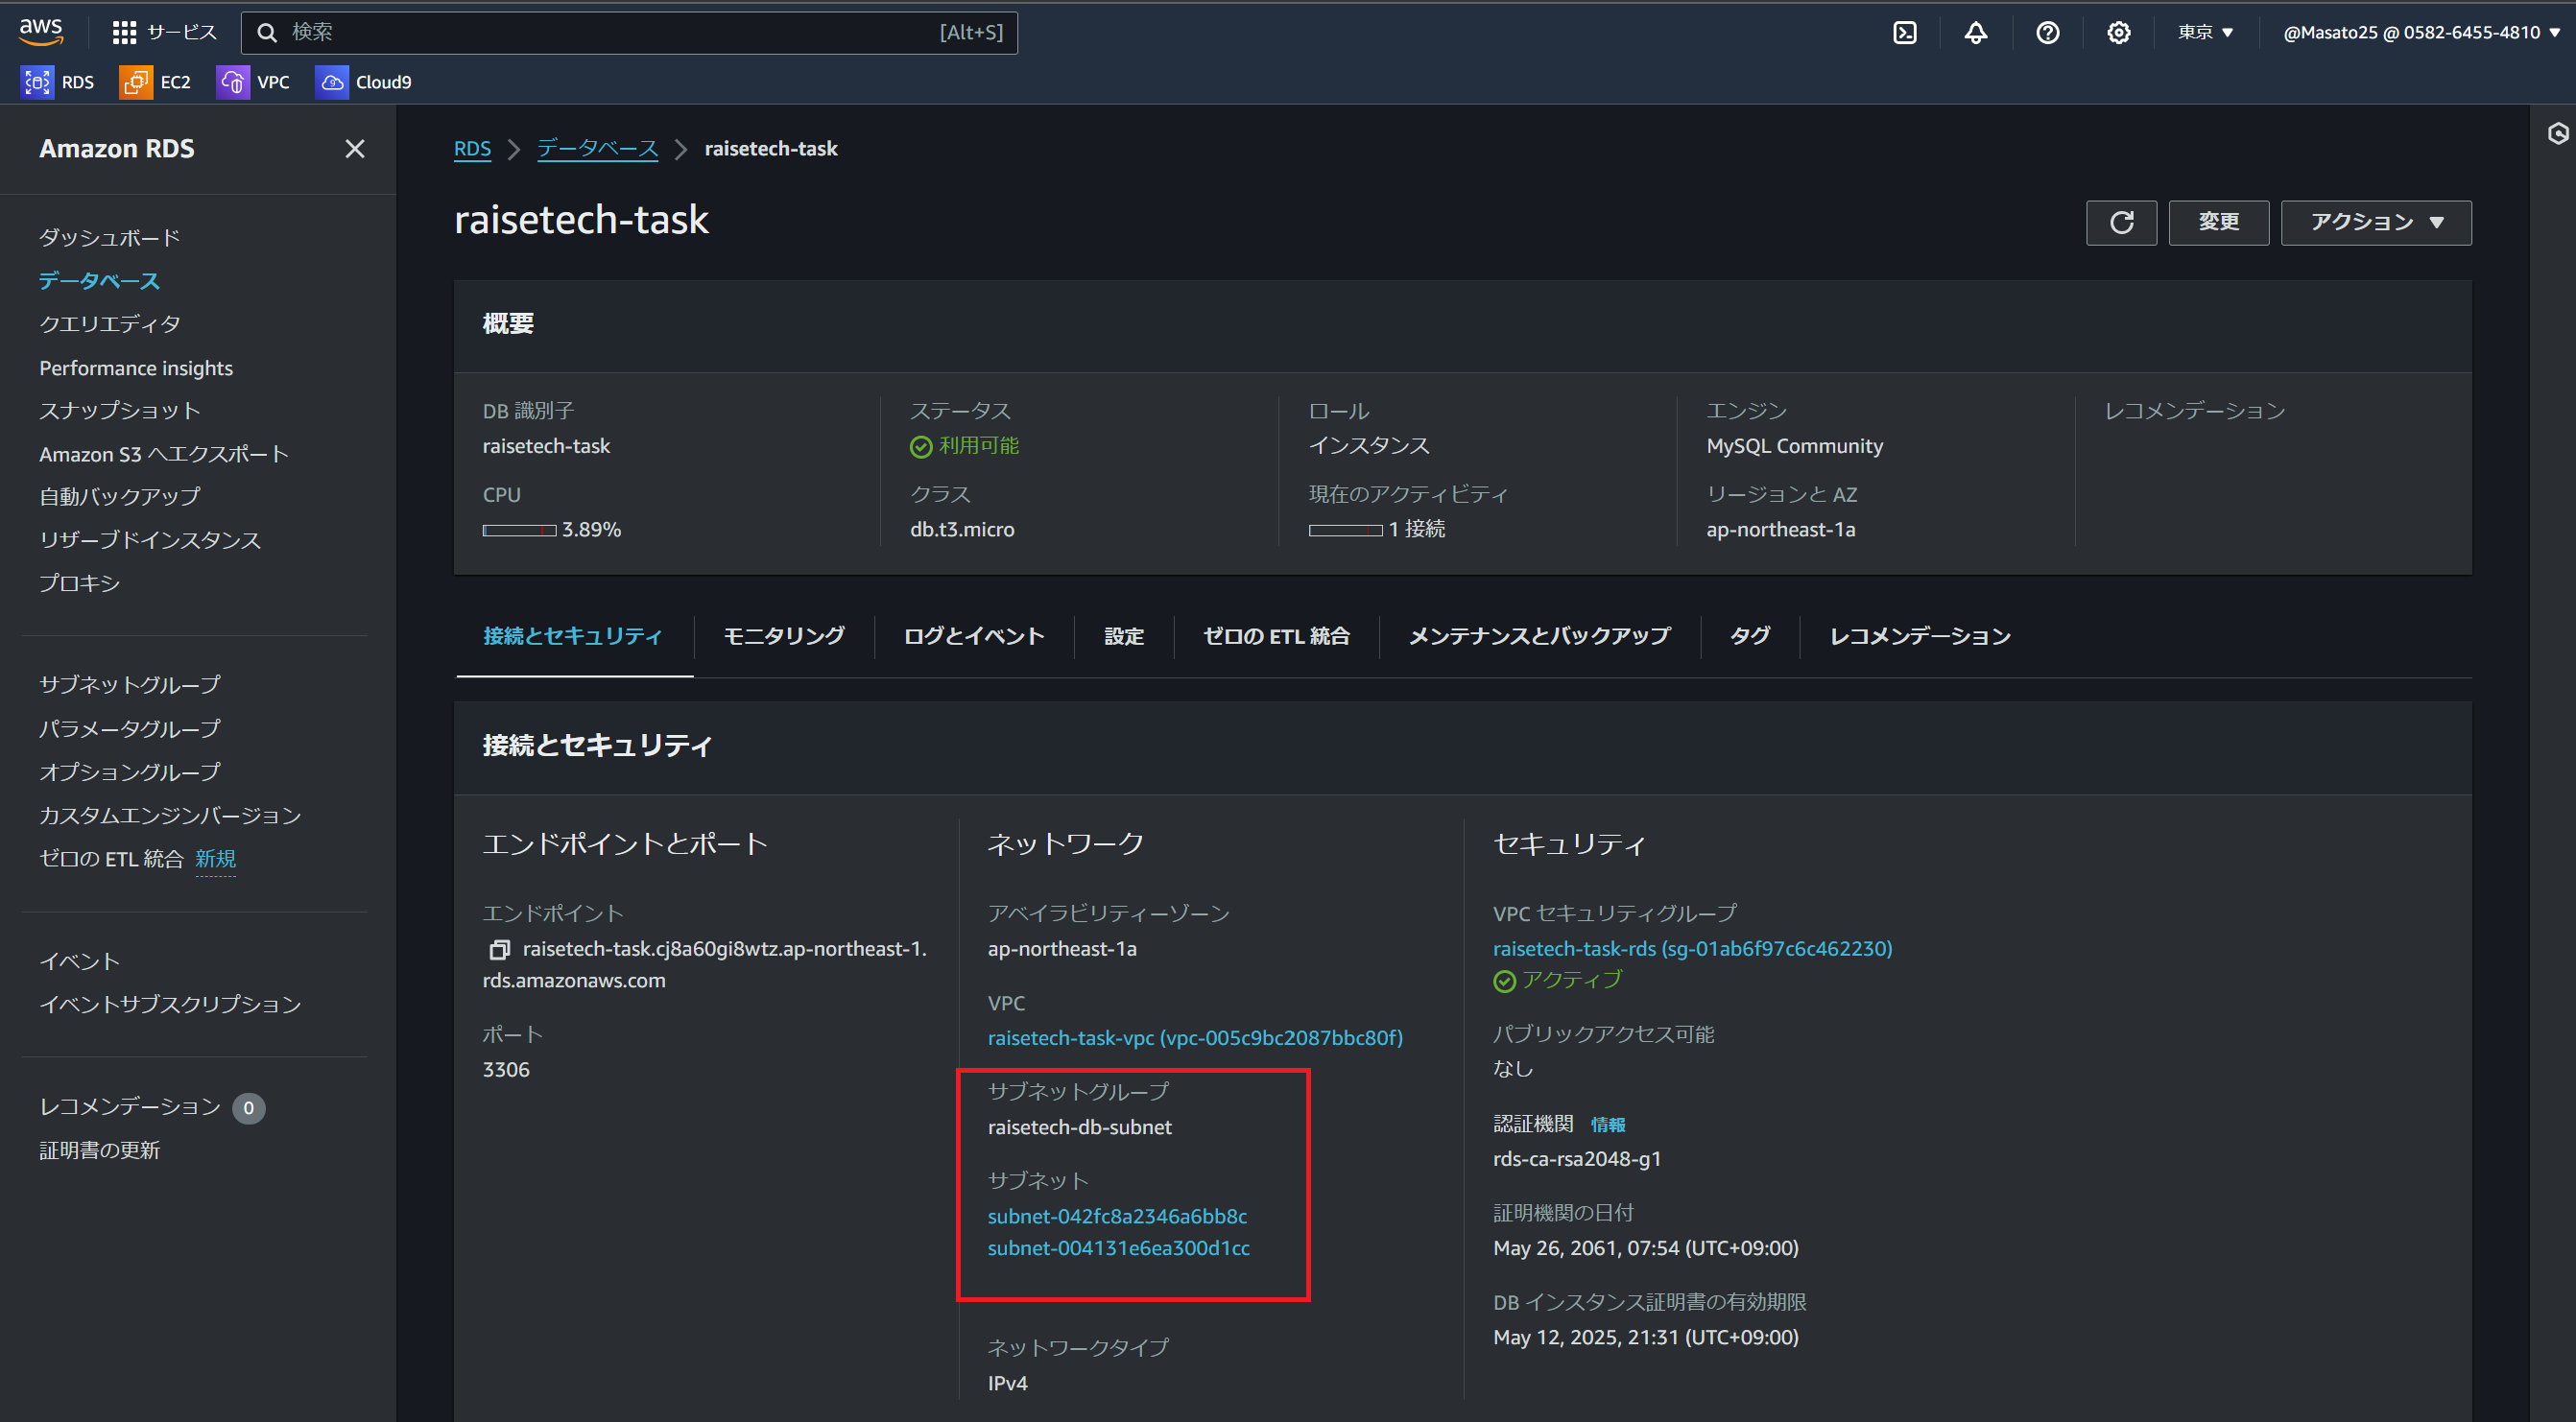 aws サービス 検索 [Alt+S] 東京 ▼ @Masato25 @ 0582-6455-4810 ▼
RDS EC2 VPC Cloud9
Amazon RDS
ダッシュボード
データベース
クエリエディタ
Performance insights
スナップショット
Amazon S3 へエクスポート
自動バックアップ
リザーブドインスタンス
プロキシ
サブネットグループ
パラメータグループ
オプショングループ
カスタムエンジンバージョン
ゼロの ETL 統合 新規
イベント
イベントサブスクリプション
レコメンデーション 0
証明書の更新
RDS > データベース > raisetech-task
raisetech-task
変更 アクション ▼
概要
DB 識別子
raisetech-task
CPU
3.89%
ステータス
利用可能
クラス
db.t3.micro
ロール
インスタンス
現在のアクティビティ
1 接続
エンジン
MySQL Community
リージョンと AZ
ap-northeast-1a
レコメンデーション
接続とセキュリティ モニタリング ログとイベント 設定 ゼロの ETL 統合 メンテナンスとバックアップ タグ レコメンデーション
接続とセキュリティ
エンドポイントとポート
エンドポイント
raisetech-task.cj8a60gi8wtz.ap-northeast-1.
rds.amazonaws.com
ポート
3306
ネットワーク
アベイラビリティーゾーン
ap-northeast-1a
VPC
raisetech-task-vpc (vpc-005c9bc2087bbc80f)
サブネットグループ
raisetech-db-subnet
サブネット
subnet-042fc8a2346a6bb8c
subnet-004131e6ea300d1cc
ネットワークタイプ
IPv4
セキュリティ
VPC セキュリティグループ
raisetech-task-rds (sg-01ab6f97c6c462230)
アクティブ
パブリックアクセス可能
なし
認証機関 情報
rds-ca-rsa2048-g1
証明機関の日付
May 26, 2061, 07:54 (UTC+09:00)
DB インスタンス証明書の有効期限
May 12, 2025, 21:31 (UTC+09:00)